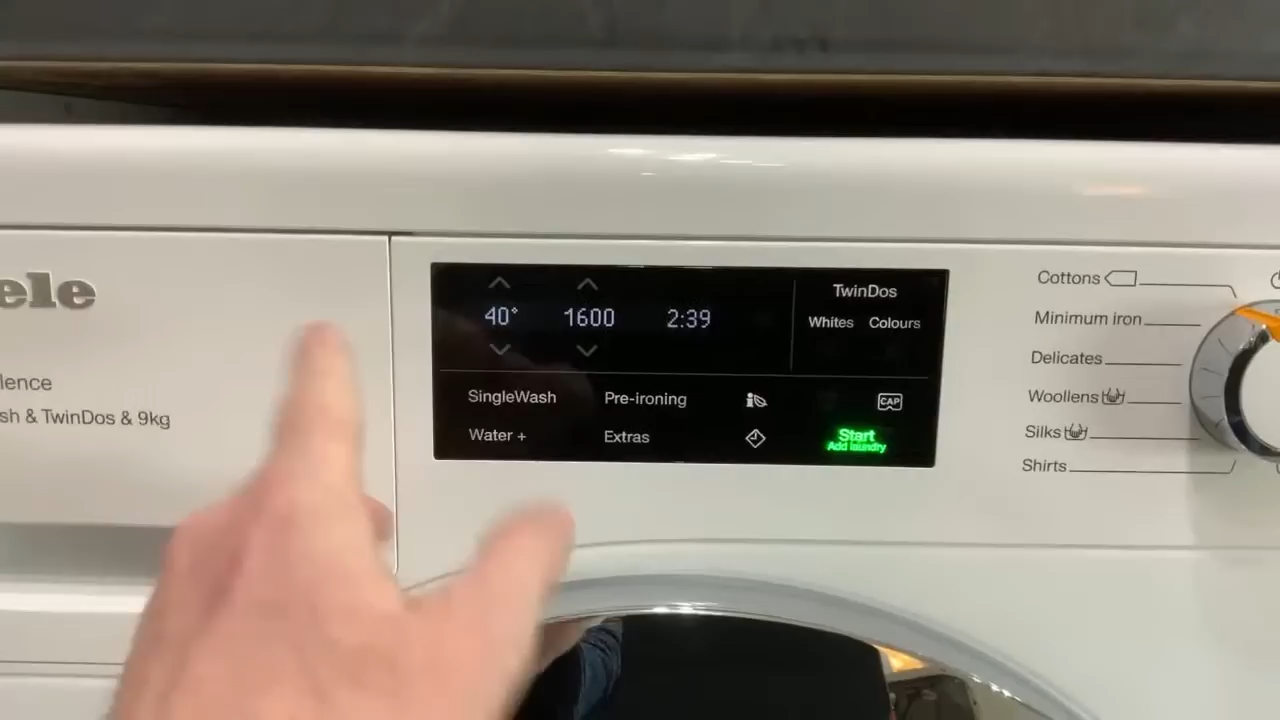 ele
lence
sh & TwinDos & 9kg
40° 1600 2:39
TwinDos
Whites Colours
SingleWash Pre-ironing CAP
Water + Extras Start
Add laundry
Cottons
Minimum iron
Delicates
Woollens
Silks
Shirts